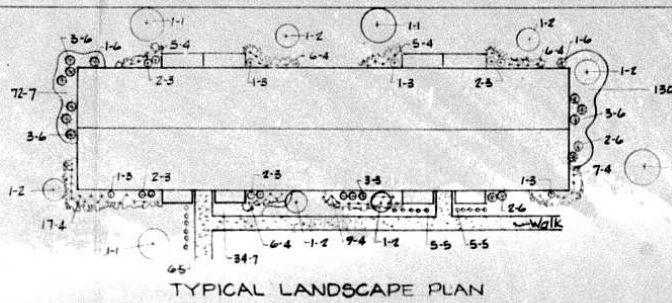 1-1 1-2 1-1 1-2
3-6 1-6 5-4 6-4 5-4 6-4 1-6
2-3 1-3 1-3 2-3 1-2
72-7 3-6
3-6 2-6
1-3 2-3 2-3 3-3 1-3 7-4
1-2
17-4 2-6
6-4 1-2 9-4 1-2 5-5 5-5 Walk
1-1
6-5 34-7
TYPICAL LANDSCAPE PLAN